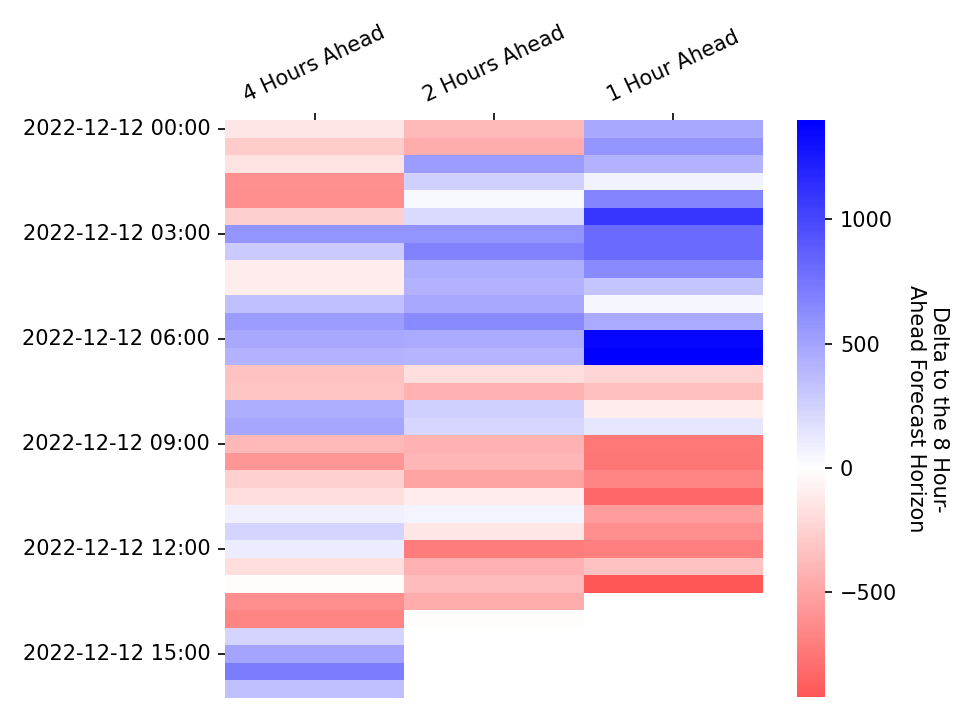 4 Hours Ahead
2 Hours Ahead
1 Hour Ahead
2022-12-12 00:00
2022-12-12 03:00
2022-12-12 06:00
2022-12-12 09:00
2022-12-12 12:00
2022-12-12 15:00
1000
500
0
−500
Delta to the 8 Hour-
Ahead Forecast Horizon